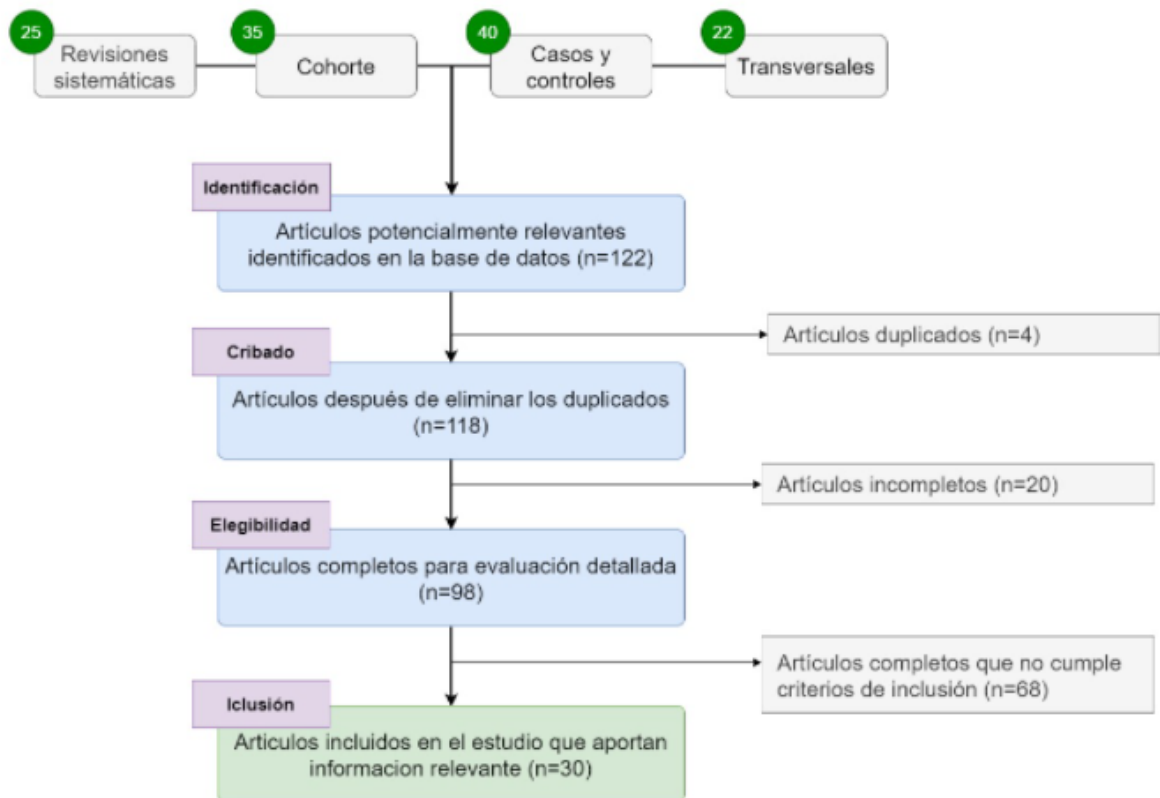 25
Revisiones
sistemáticas
35
Cohorte
40
Casos y
controles
22
Transversales
Identificación
Artículos potencialmente relevantes
identificados en la base de datos (n=122)
Artículos duplicados (n=4)
Cribado
Artículos después de eliminar los duplicados
(n=118)
Artículos incompletos (n=20)
Elegibilidad
Artículos completos para evaluación detallada
(n=98)
Artículos completos que no cumple
criterios de inclusión (n=68)
Iclusión
Articulos incluidos en el estudio que aportan
informacion relevante (n=30)